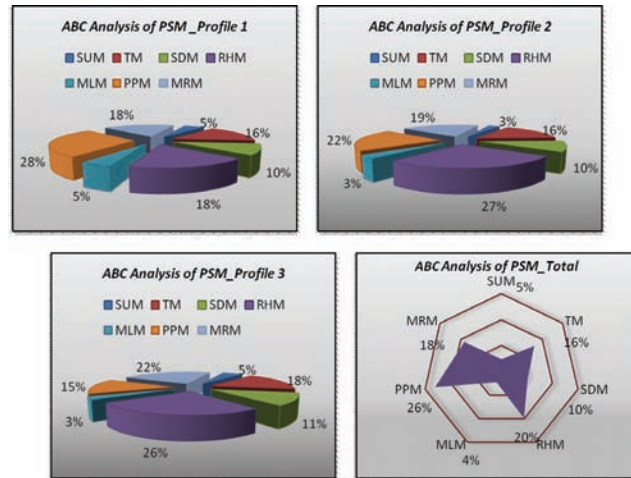 ABC Analysis of PSM _Profile 1
SUM TM SDM RHM
MLM PPM MRM
18%
5%
16%
28%
10%
5%
18%
ABC Analysis of PSM_Profile 2
SUM TM SDM RHM
MLM PPM MRM
19%
3%
16%
22%
10%
3%
27%
ABC Analysis of PSM_Profile 3
SUM TM SDM RHM
MLM PPM MRM
22%
5%
18%
15%
3%
11%
26%
ABC Analysis of PSM_Total
SUM
5%
MRM
TM
18%
16%
PPM
SDM
26%
10%
20%
MLM
RHM
4%